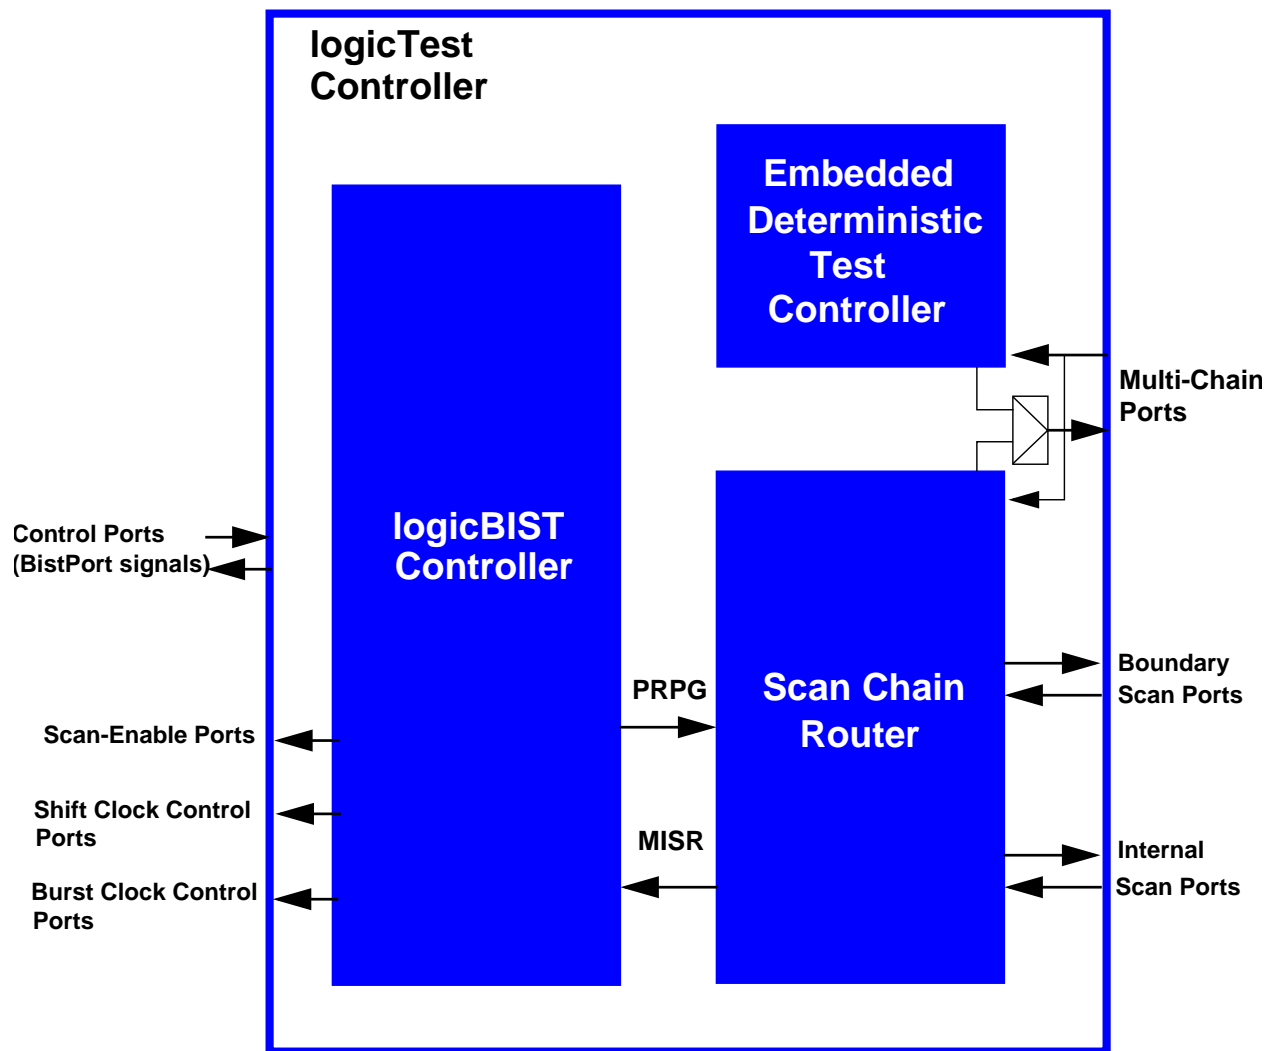 logicTest
Controller
Embedded
Deterministic
Test
Controller
Multi-Chain
Ports
logicBIST
Controller
Control Ports
(BistPort signals)
Scan Chain
Router
Boundary
Scan Ports
PRPG
Scan-Enable Ports
Shift Clock Control
Ports
MISR
Internal
Scan Ports
Burst Clock Control
Ports